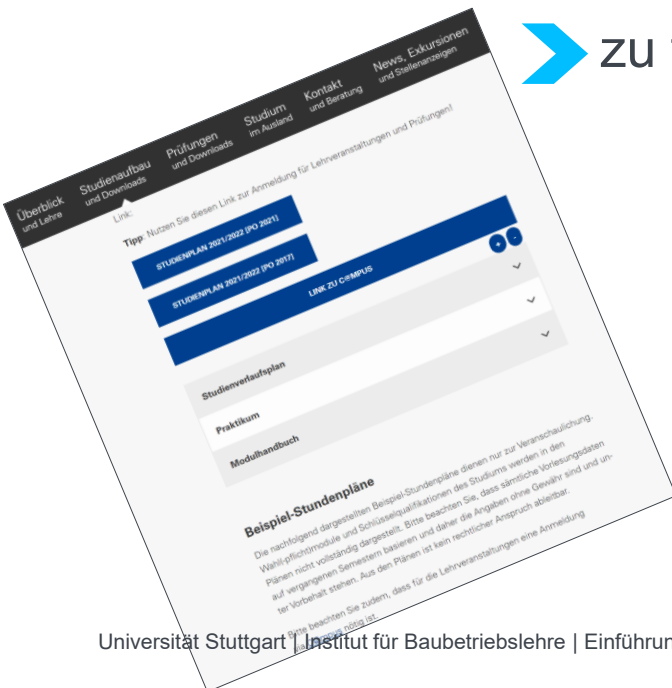 zu
Überblick
und Lehre
Studienaufbau
und Downloads
Prüfungen
und Downloads
Studium
im Ausland
Kontakt
und Beratung
News, Exkursionen
und Stellenanzeigen
Link:
Tipp: Nutzen Sie diesen Link zur Anmeldung für Lehrveranstaltungen und Prüfungen!
STUDIENPLAN 2021/2022 [PO 2021]
STUDIENPLAN 2021/2022 [PO 2017]
LINK ZU C@MPUS
+ -
Studienverlaufsplan
Praktikum
Modulhandbuch
Beispiel-Stundenpläne
Die nachfolgend dargestellten Beispiel-Stundenpläne dienen nur zur Veranschaulichung.
Wahl-pflichtmodule und Schlüsselqualifikationen des Studiums werden in den
Plänen nicht vollständig dargestellt. Bitte beachten Sie, dass sämtliche Vorlesungsdaten
auf vergangenen Semestern basieren und daher die Angaben ohne Gewähr sind und un-
ter Vorbehalt stehen. Aus den Plänen ist kein rechtlicher Anspruch ableitbar.
Bitte beachten Sie zudem, dass für die Lehrveranstaltungen eine Anmeldung
nötig ist.
Universität Stuttgart | Institut für Baubetriebslehre |